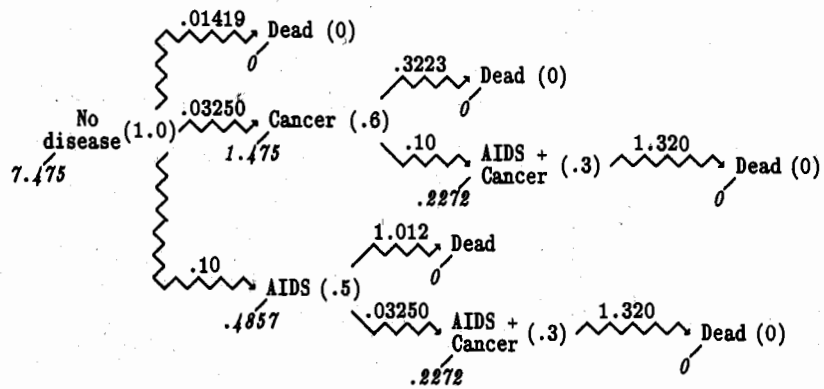 .01419
Dead (0)
0
.3223
Dead (0)
0
No
disease (1.0)
7.475
.03250
Cancer (.6)
1.475
.10
AIDS +
Cancer (.3)
.2272
1.320
Dead (0)
0
1.012
Dead
0
.10
AIDS (.5)
.4857
.03250
AIDS +
Cancer (.3)
.2272
1.320
Dead (0)
0